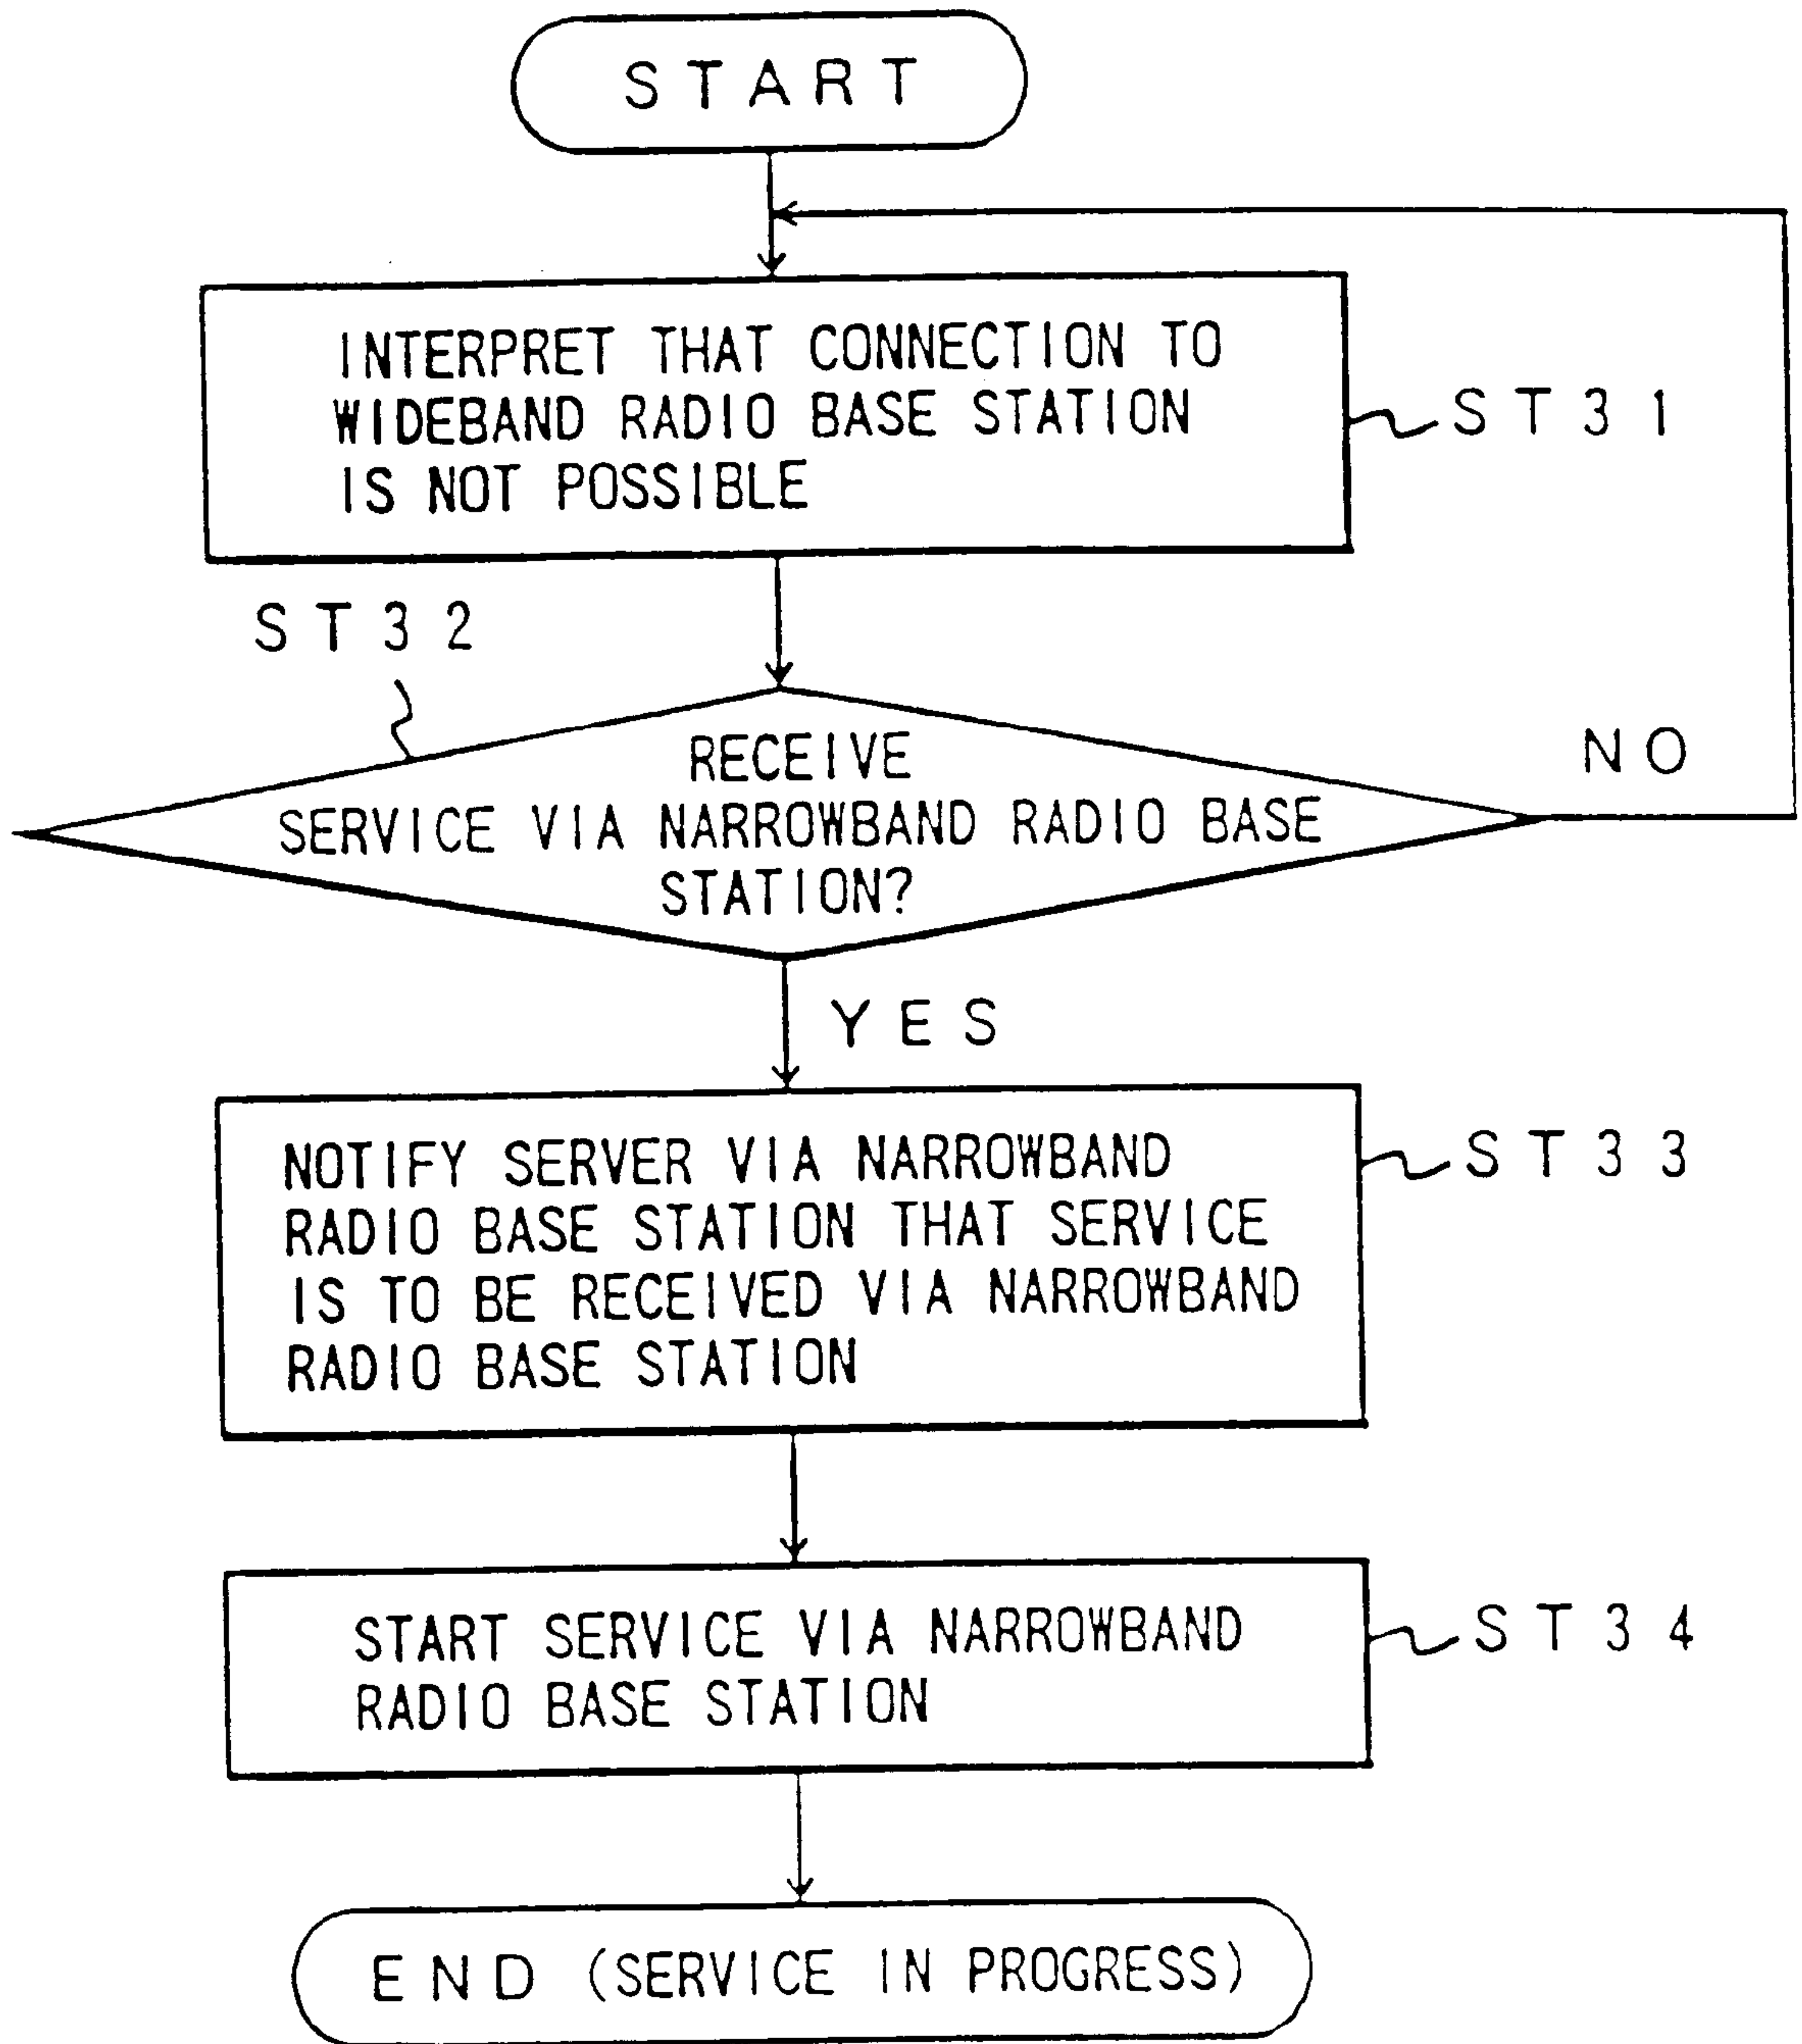 START
INTERPRET THAT CONNECTION TO
WIDEBAND RADIO BASE STATION
IS NOT POSSIBLE
ST31
ST32
RECEIVE
SERVICE VIA NARROWBAND RADIO BASE
STATION?
NO
YES
NOTIFY SERVER VIA NARROWBAND
RADIO BASE STATION THAT SERVICE
IS TO BE RECEIVED VIA NARROWBAND
RADIO BASE STATION
ST33
START SERVICE VIA NARROWBAND
RADIO BASE STATION
ST34
END (SERVICE IN PROGRESS)